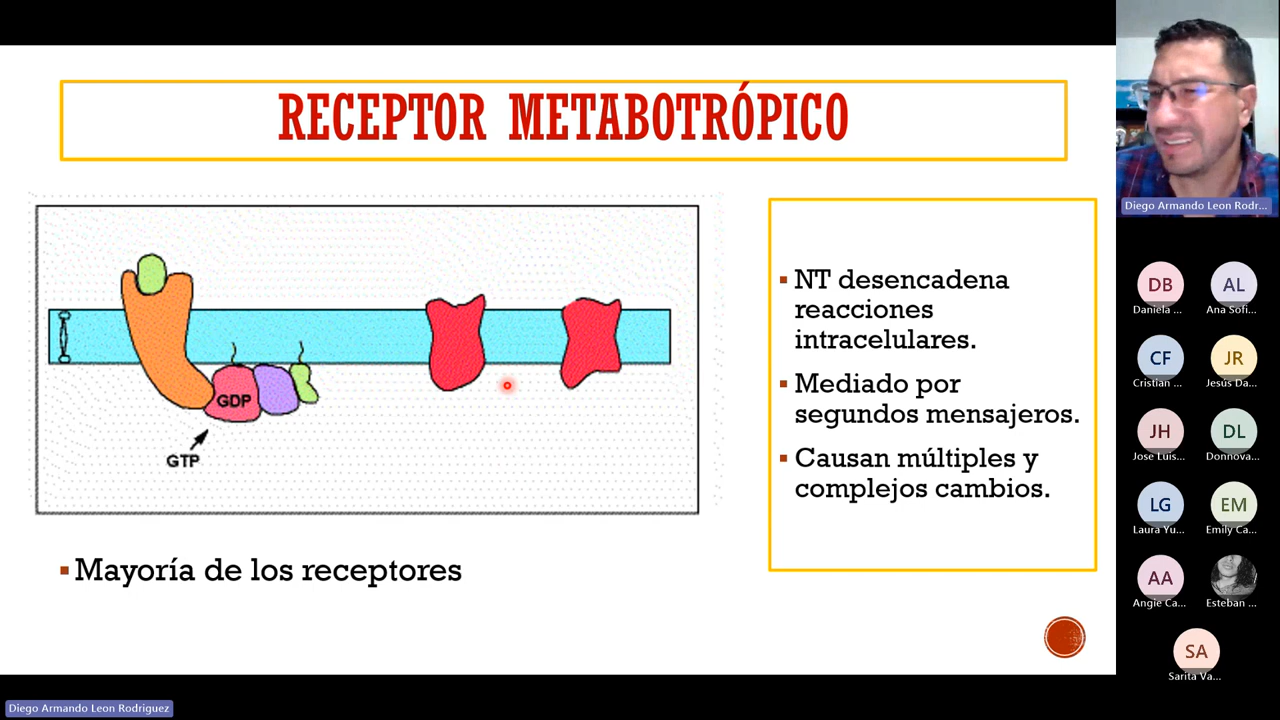 RECEPTOR METABOTRÓPICO
GDP
GTP
▪ NT desencadena
reacciones
intracelulares.
▪ Mediado por
segundos mensajeros.
▪ Causan múltiples y
complejos cambios.
▪ Mayoría de los receptores
Diego Armando Leon Rodr...
DB
Daniela ...
AL
Ana Sofi...
CF
Cristian ...
JR
Jesús Da...
JH
Jose Luis...
DL
Donnova...
LG
Laura Yu...
EM
Emily Ca...
AA
Angie Ca...
Esteban ...
SA
Sarita Va...
Diego Armando Leon Rodriguez